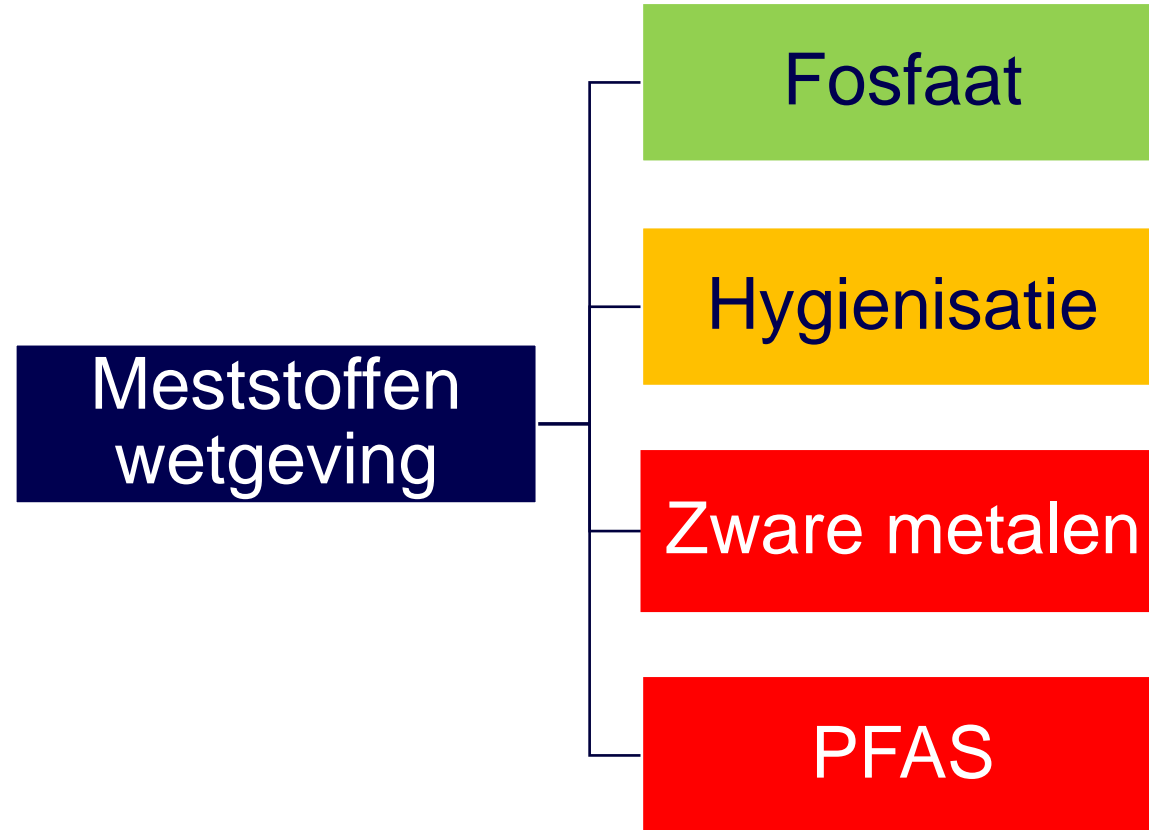 Fosfaat
Hygienisatie
Meststoffen
wetgeving
Zware metalen
PFAS